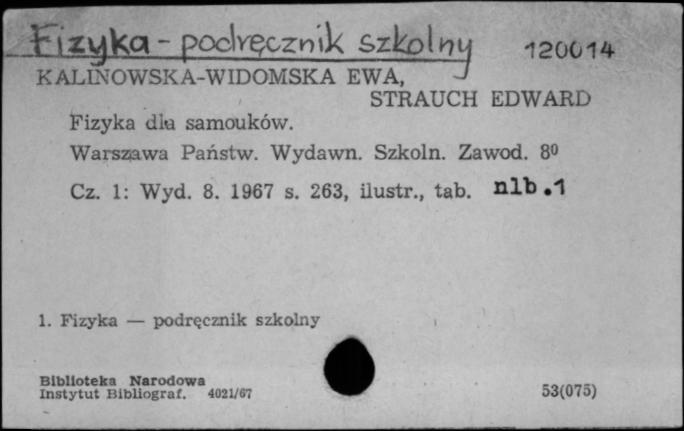 Fizyka - podręcznik szkolny 120014
KALINOWSKA-WIDOMSKA EWA,
STRAUCH EDWARD
Fizyka dla samouków.
Warszawa Państw. Wydawn. Szkoln. Zawod. 8⁰
Cz. 1: Wyd. 8. 1967 s. 263, ilustr., tab. nlb.1
1. Fizyka — podręcznik szkolny
Biblioteka Narodowa
Instytut Bibliograf. 4021/67 53(075)